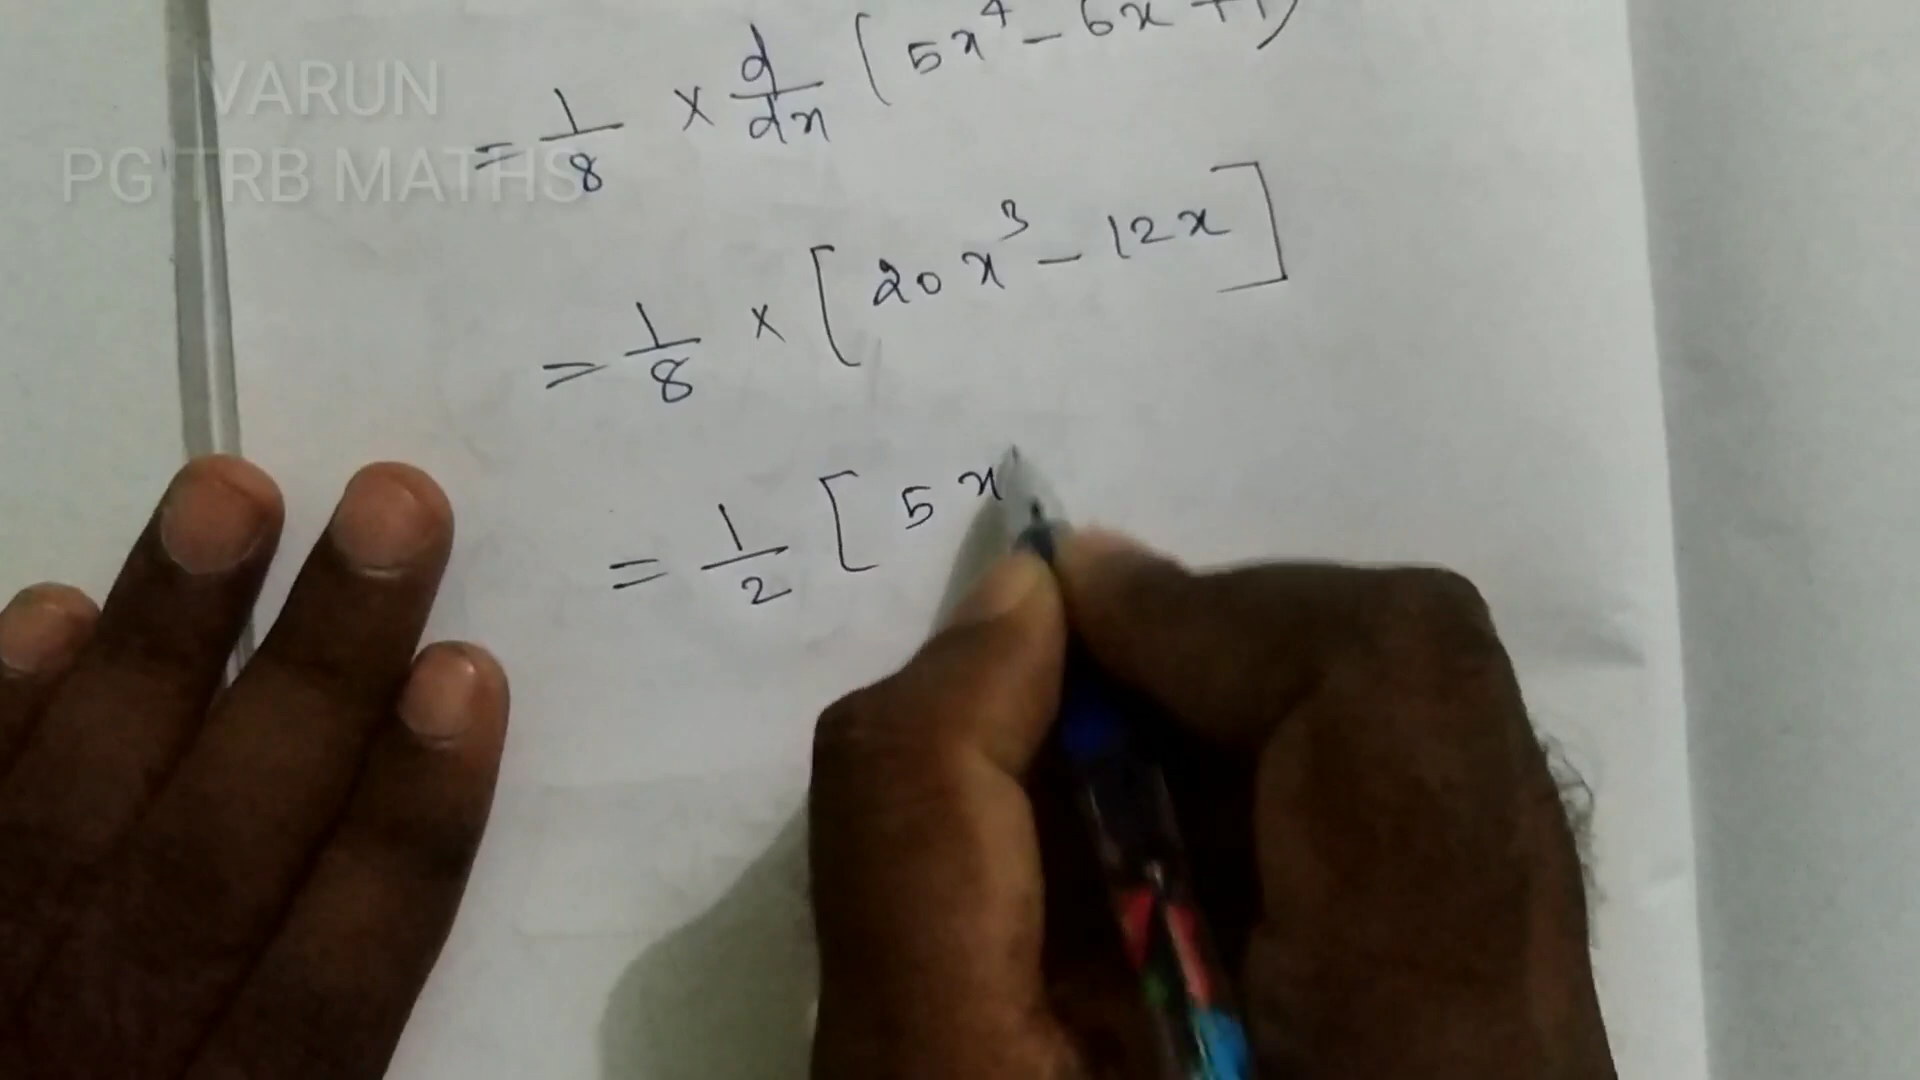 VARUN
PG TRB MATHS
= 1/8 × d/dx (5x⁴ - 6x + 1)
= 1/8 × [20x³ - 12x]
= 1/2 [5x